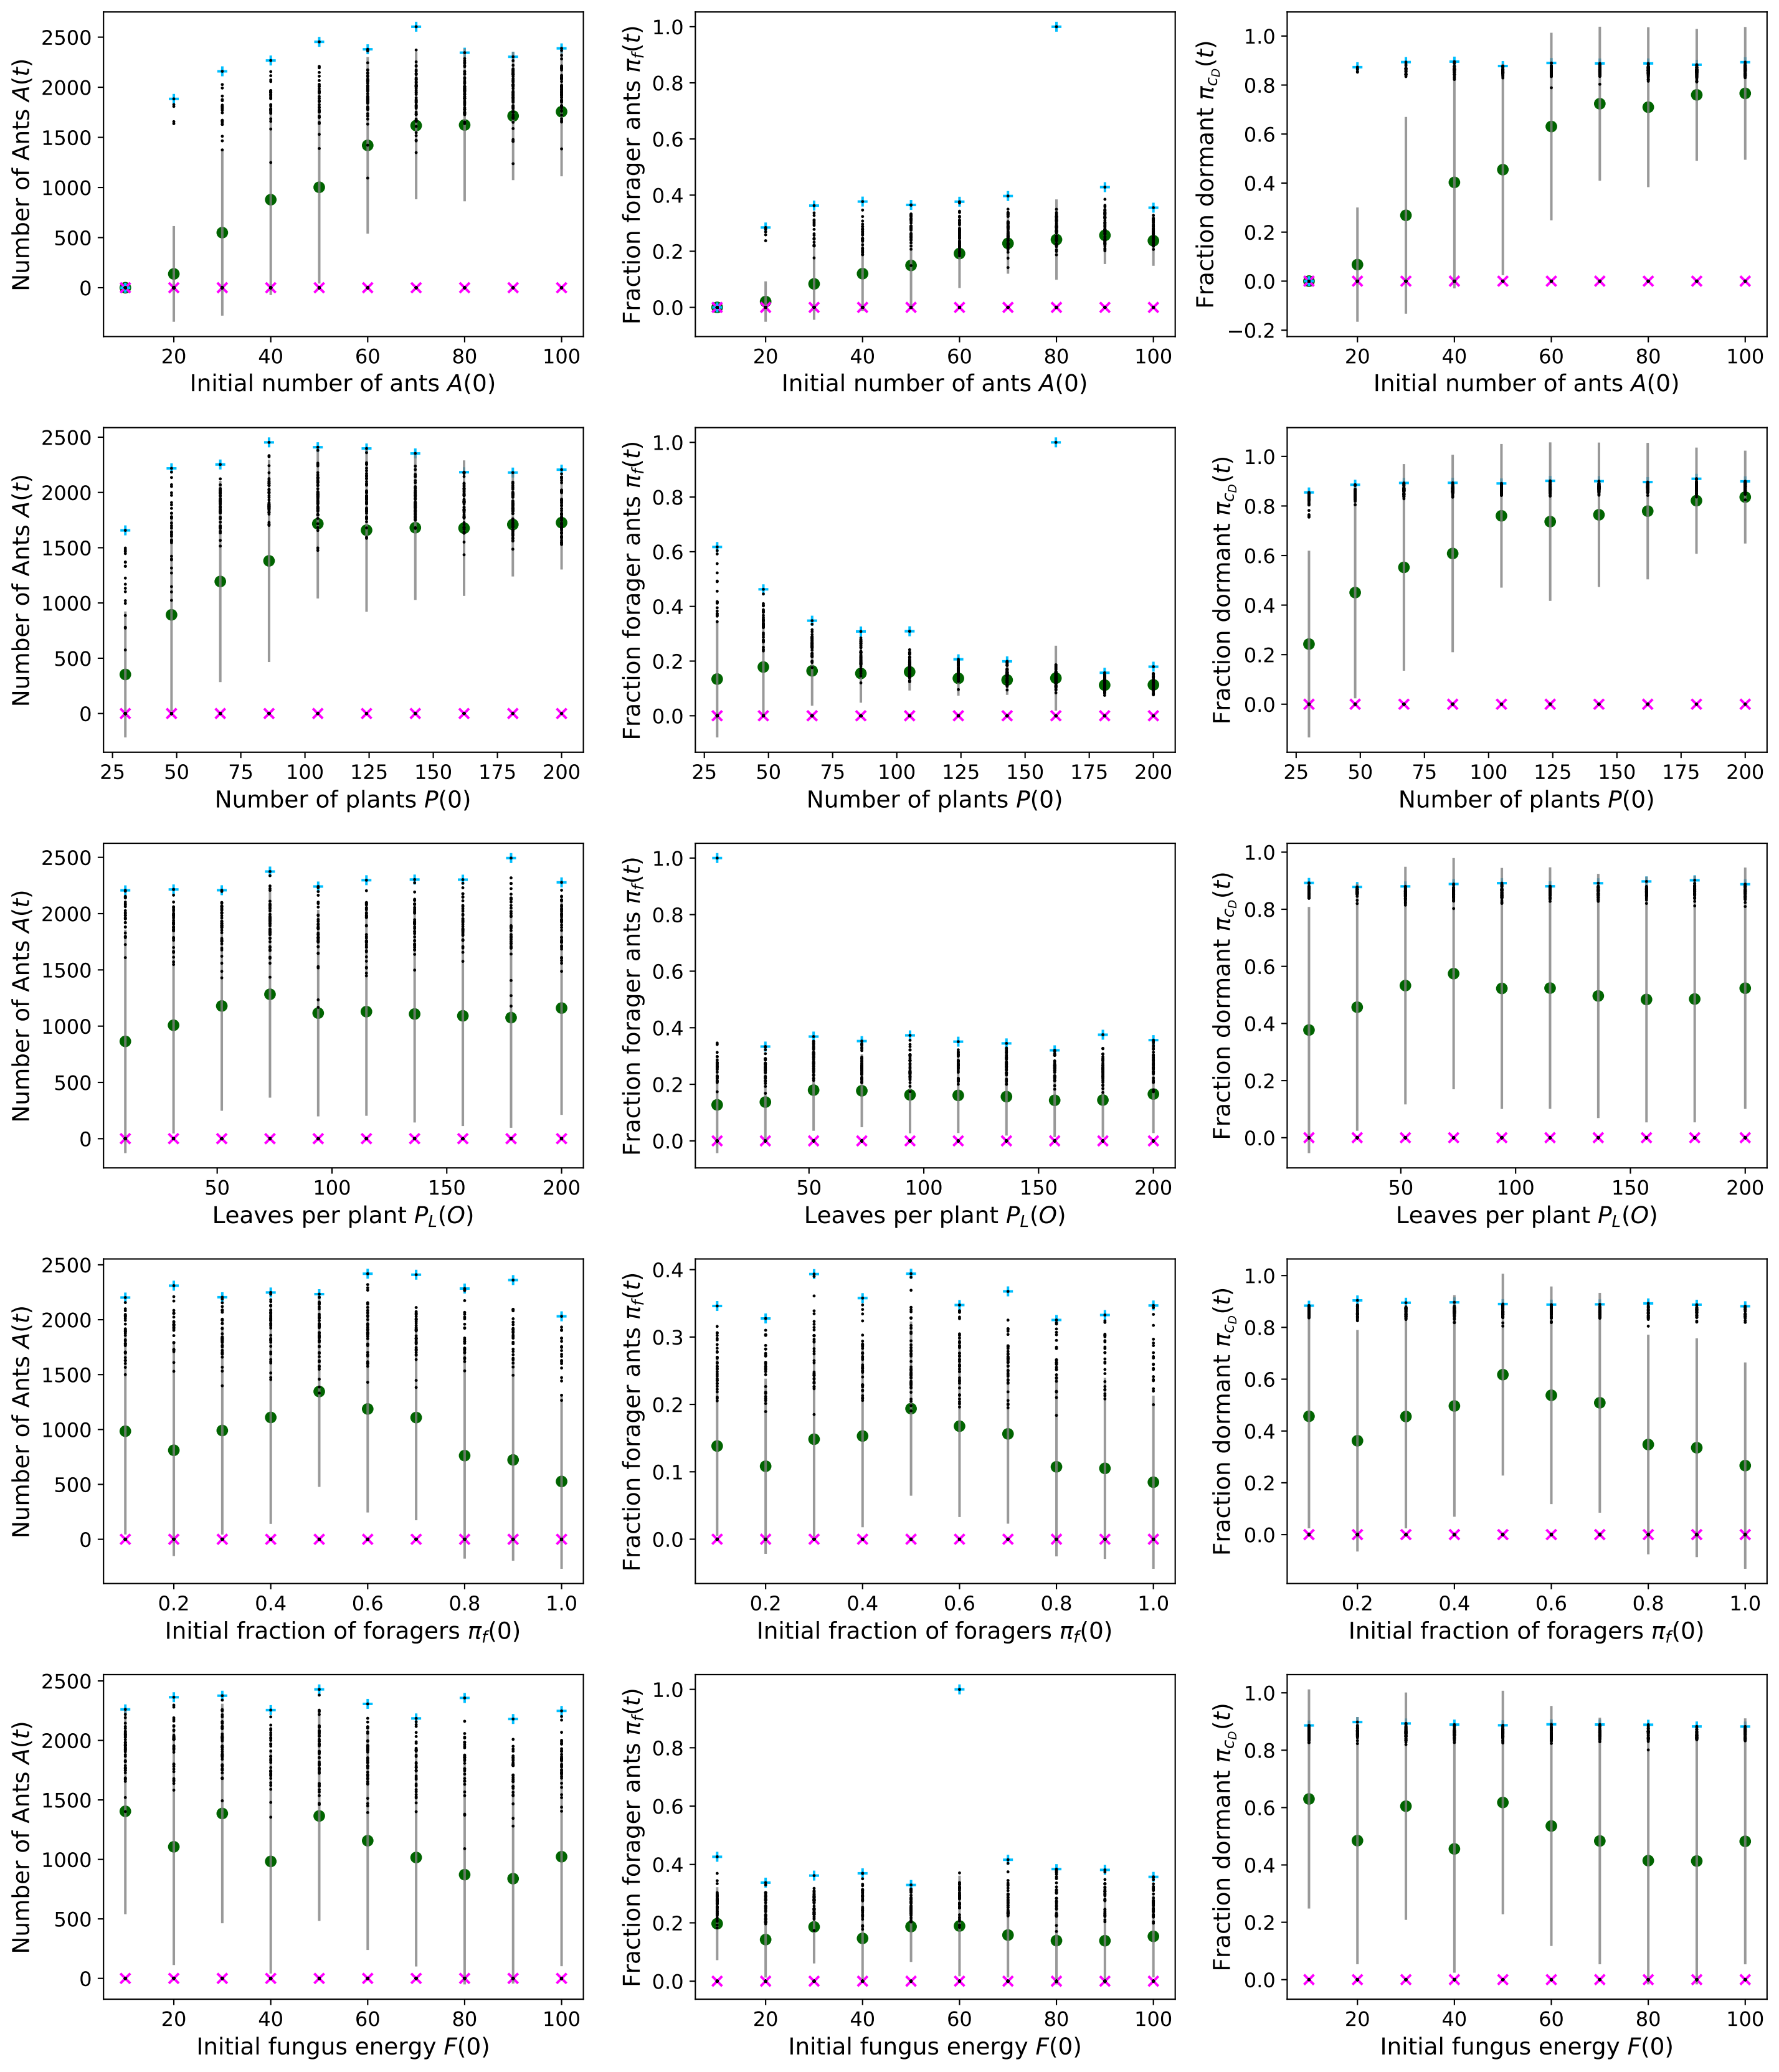 Number of Ants A(t)
0
500
1000
1500
2000
2500
20 40 60 80 100
Initial number of ants A(0)
Fraction forager ants π_f(t)
0.0
0.2
0.4
0.6
0.8
1.0
20 40 60 80 100
Initial number of ants A(0)
Fraction dormant π_{C_D}(t)
−0.2
0.0
0.2
0.4
0.6
0.8
1.0
20 40 60 80 100
Initial number of ants A(0)
Number of Ants A(t)
0
500
1000
1500
2000
2500
25 50 75 100 125 150 175 200
Number of plants P(0)
Fraction forager ants π_f(t)
0.0
0.2
0.4
0.6
0.8
1.0
25 50 75 100 125 150 175 200
Number of plants P(0)
Fraction dormant π_{C_D}(t)
0.0
0.2
0.4
0.6
0.8
1.0
25 50 75 100 125 150 175 200
Number of plants P(0)
Number of Ants A(t)
0
500
1000
1500
2000
2500
50 100 150 200
Leaves per plant P_L(O)
Fraction forager ants π_f(t)
0.0
0.2
0.4
0.6
0.8
1.0
50 100 150 200
Leaves per plant P_L(O)
Fraction dormant π_{C_D}(t)
0.0
0.2
0.4
0.6
0.8
1.0
50 100 150 200
Leaves per plant P_L(O)
Number of Ants A(t)
0
500
1000
1500
2000
2500
0.2 0.4 0.6 0.8 1.0
Initial fraction of foragers π_f(0)
Fraction forager ants π_f(t)
0.0
0.1
0.2
0.3
0.4
0.2 0.4 0.6 0.8 1.0
Initial fraction of foragers π_f(0)
Fraction dormant π_{C_D}(t)
0.0
0.2
0.4
0.6
0.8
1.0
0.2 0.4 0.6 0.8 1.0
Initial fraction of foragers π_f(0)
Number of Ants A(t)
0
500
1000
1500
2000
2500
20 40 60 80 100
Initial fungus energy F(0)
Fraction forager ants π_f(t)
0.0
0.2
0.4
0.6
0.8
1.0
20 40 60 80 100
Initial fungus energy F(0)
Fraction dormant π_{C_D}(t)
0.0
0.2
0.4
0.6
0.8
1.0
20 40 60 80 100
Initial fungus energy F(0)